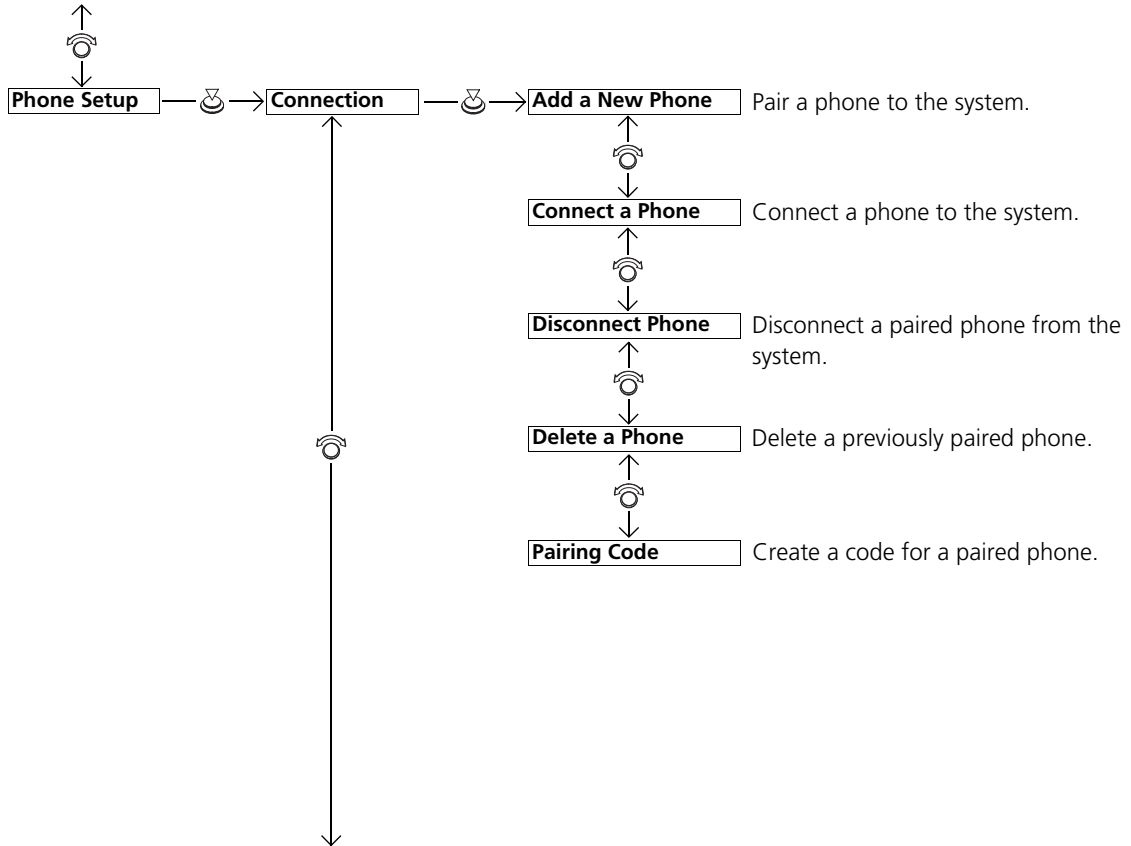 Phone Setup
Connection
Add a New Phone
Pair a phone to the system.
Connect a Phone
Connect a phone to the system.
Disconnect Phone
Disconnect a paired phone from the
system.
Delete a Phone
Delete a previously paired phone.
Pairing Code
Create a code for a paired phone.